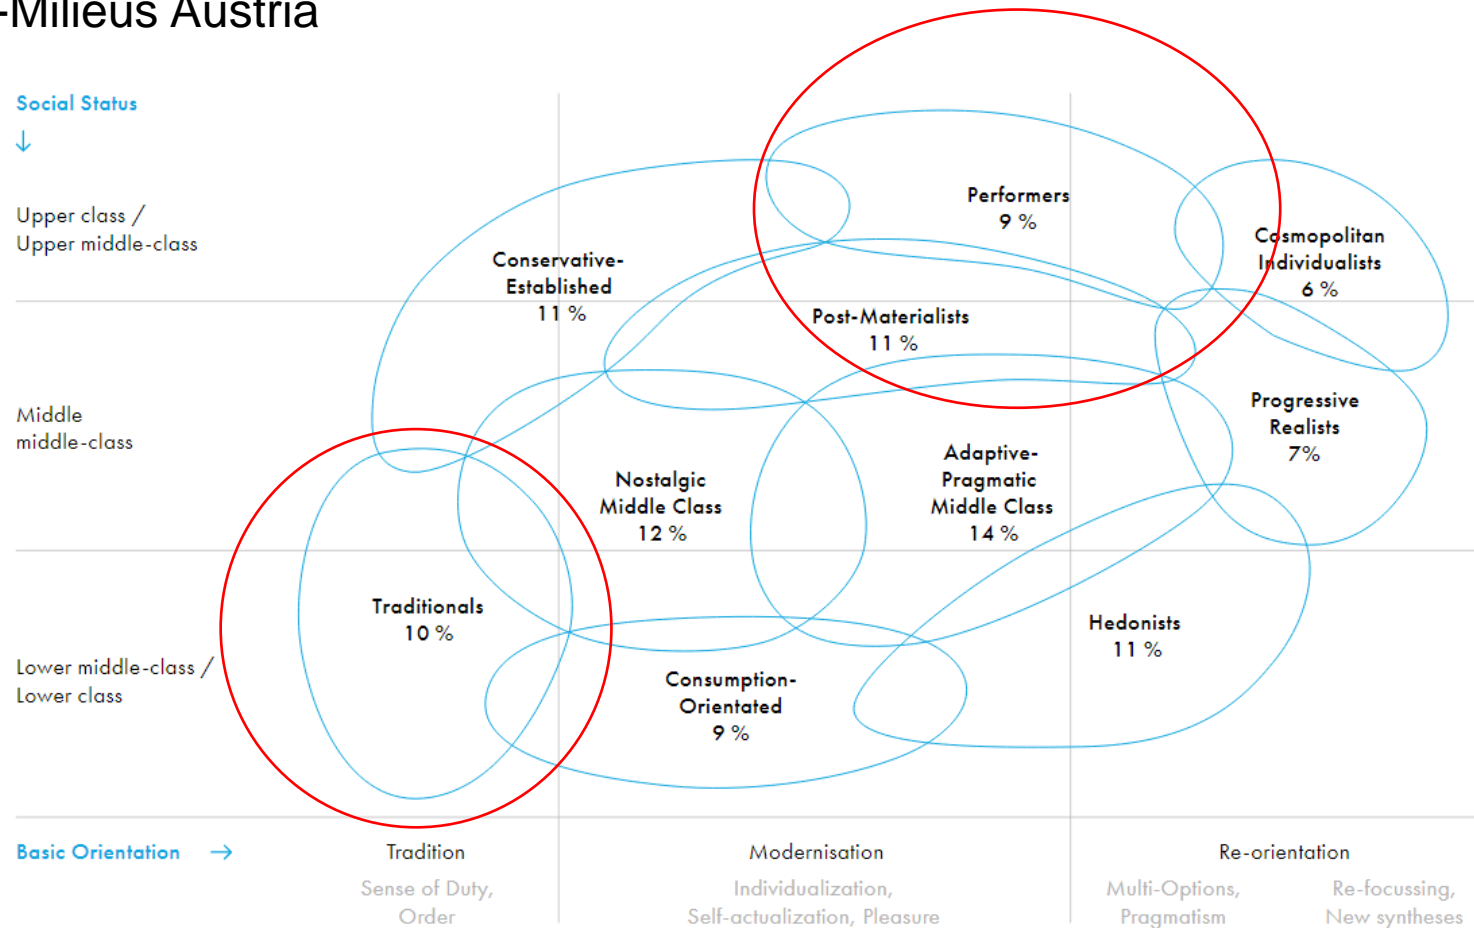 -Milieus Austria
Social Status
↓
Upper class /
Upper middle-class
Performers
9 %
Cosmopolitan
Individualists
6 %
Conservative-
Established
11 %
Post-Materialists
11 %
Middle
middle-class
Progressive
Realists
7%
Nostalgic
Middle Class
12 %
Adaptive-
Pragmatic
Middle Class
14 %
Traditionals
10 %
Hedonists
11 %
Lower middle-class /
Lower class
Consumption-
Orientated
9 %
Basic Orientation →
Tradition
Modernisation
Re-orientation
Sense of Duty,
Order
Individualization,
Self-actualization, Pleasure
Multi-Options,
Pragmatism
Re-focussing,
New syntheses